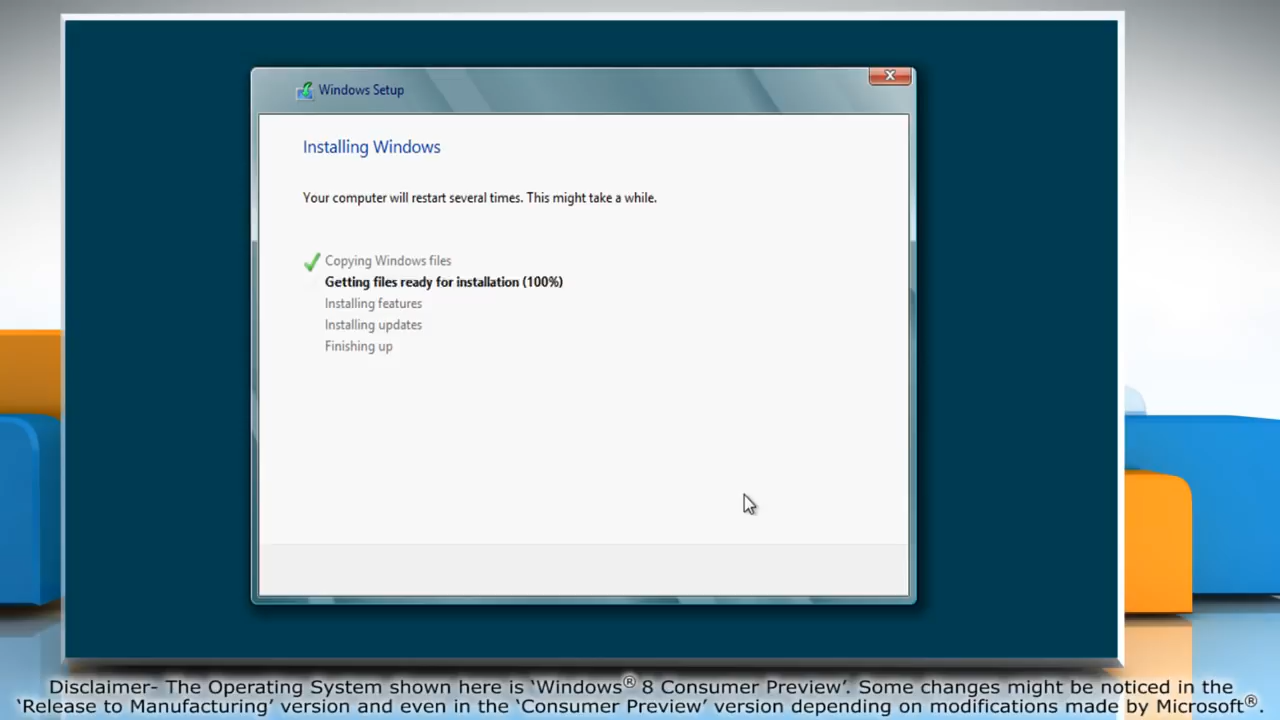 Windows Setup
Installing Windows
Your computer will restart several times. This might take a while.
Copying Windows files
Getting files ready for installation (100%)
Installing features
Installing updates
Finishing up
Disclaimer- The Operating System shown here is ‘Windows® 8 Consumer Preview’. Some changes might be noticed in the
‘Release to Manufacturing’ version and even in the ‘Consumer Preview’ version depending on modifications made by Microsoft®.